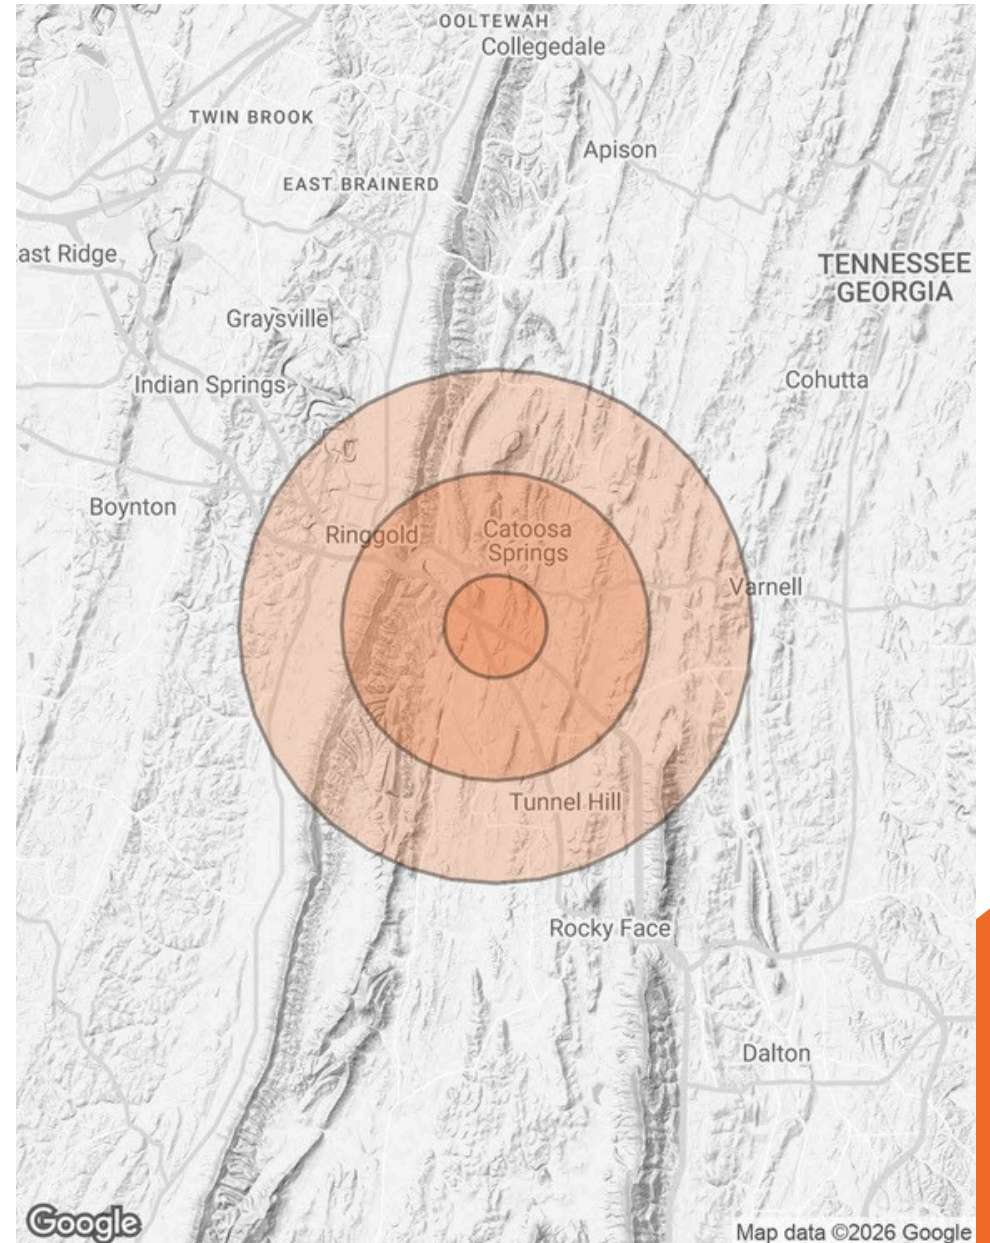 OOLTEWAH
Collegedale
TWIN BROOK
Apison
EAST BRAINERD
ast Ridge
TENNESSEE
GEORGIA
Graysville
Indian Springs
Cohutta
Boynton
Ringgold
Catoosa
Springs
Varnell
Tunnel Hill
Rocky Face
Dalton
Google
Map data ©2026 Google